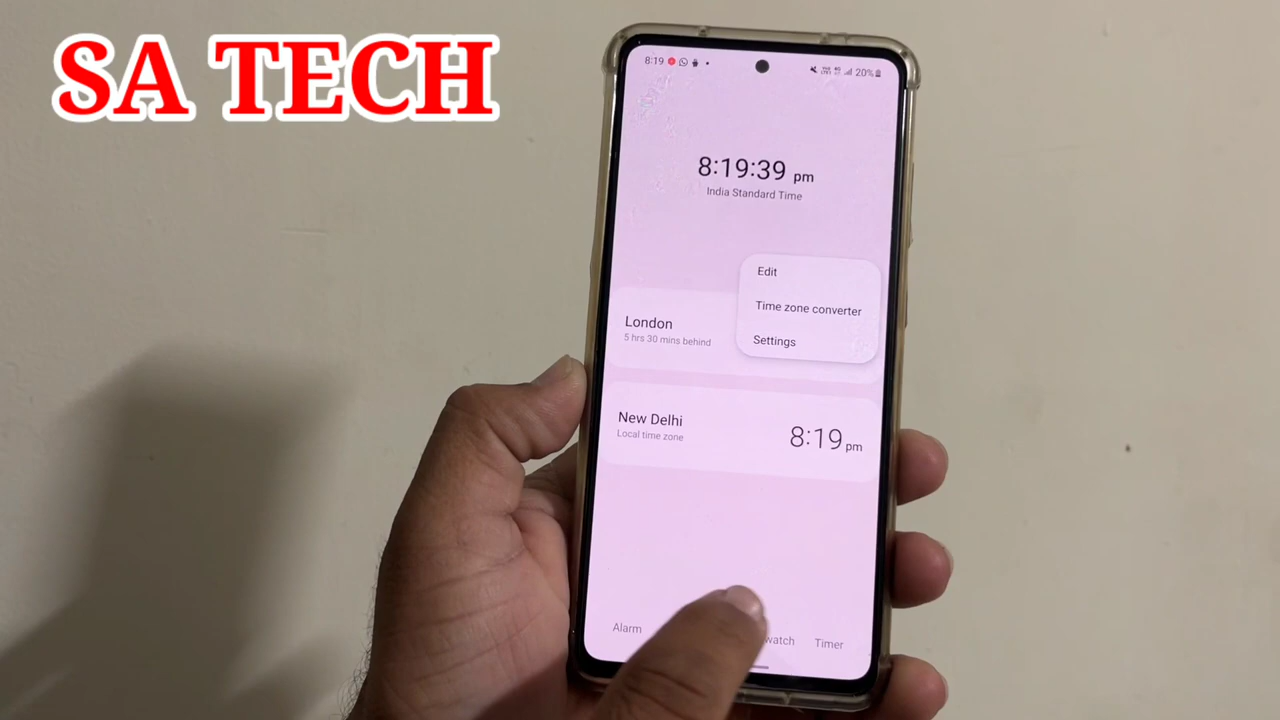 SA TECH
8:19
20%
8:19:39 pm
India Standard Time
Edit
Time zone converter
Settings
London
5 hrs 30 mins behind
New Delhi
Local time zone
8:19 pm
Alarm
watch
Timer